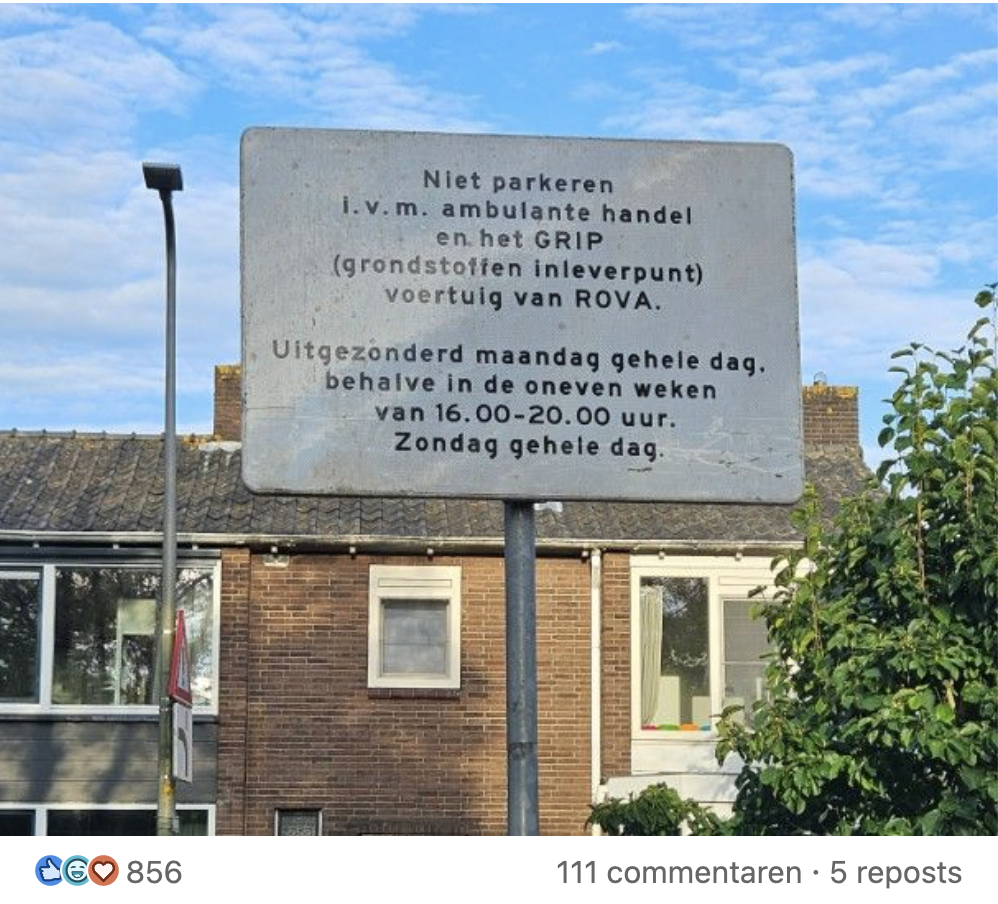 Niet parkeren
i.v.m. ambulante handel
en het GRIP
(grondstoffen inleverpunt)
voertuig van ROVA.
Uitgezonderd maandag gehele dag,
behalve in de oneven weken
van 16.00-20.00 uur.
Zondag gehele dag.
856
111 commentaren · 5 reposts